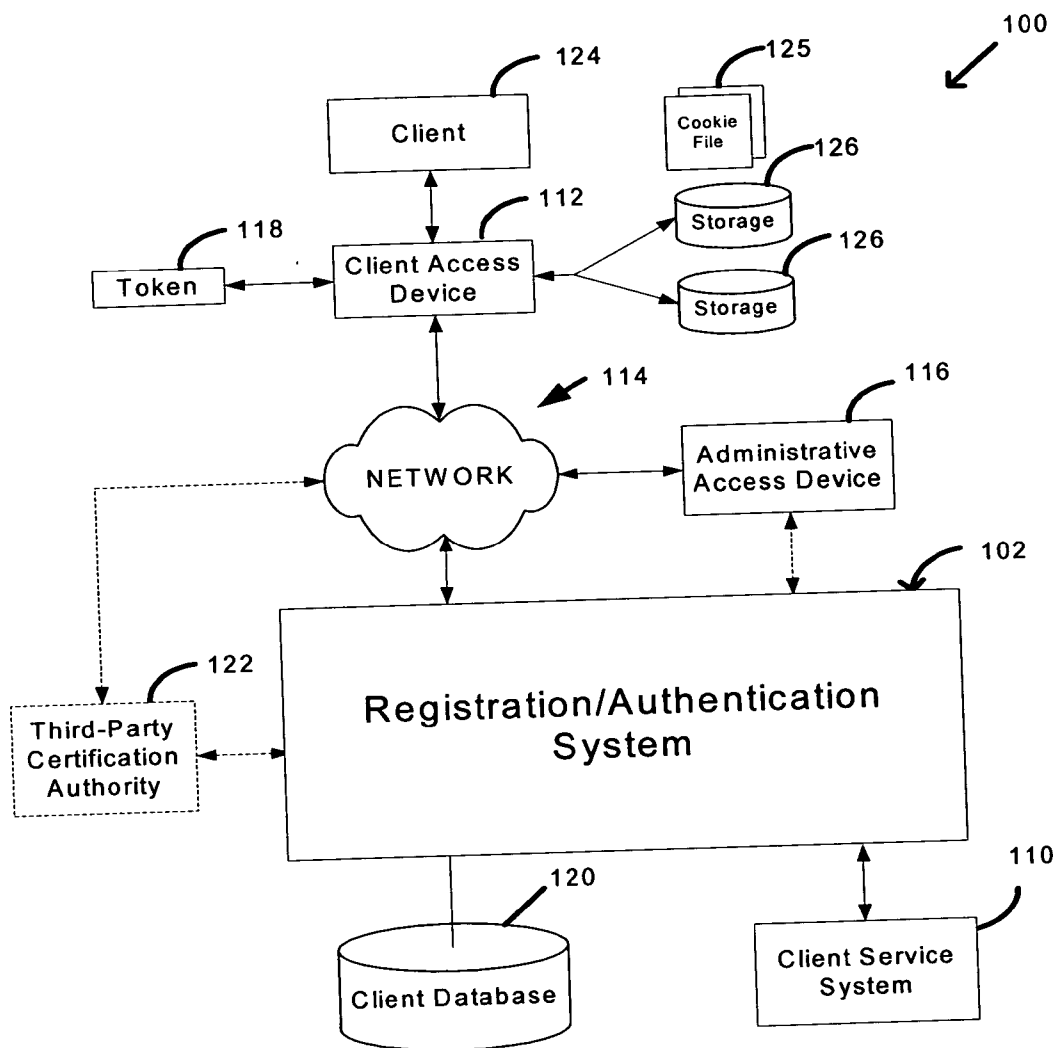 100
124
125
Client
Cookie
File
126
112
Storage
118
Client Access
Device
126
Token
Storage
114
116
NETWORK
Administrative
Access Device
102
122
Registration/Authentication
System
Third-Party
Certification
Authority
120
110
Client Database
Client Service
System